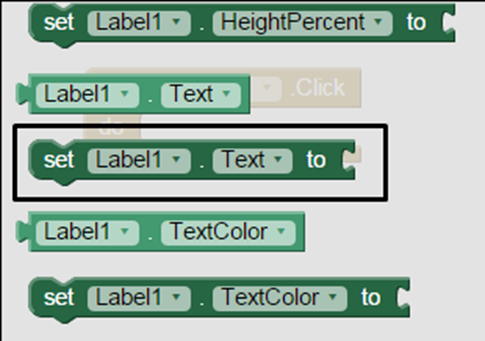 set Label1 . HeightPercent to
Label1 . Text
.Click
do
set Label1 . Text to
Label1 . TextColor
set Label1 . TextColor to